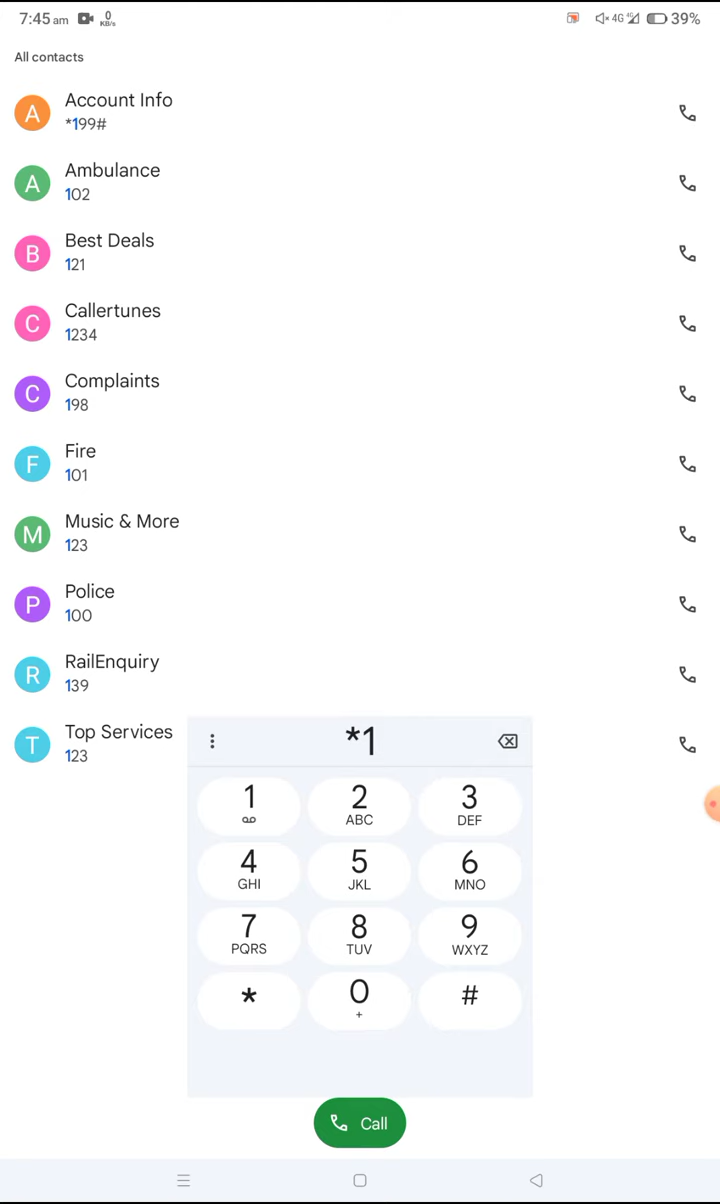 7:45 am 0 KB/s 4G 4G 39%
All contacts
A Account Info
*199#
A Ambulance
102
B Best Deals
121
C Callertunes
1234
C Complaints
198
F Fire
101
M Music & More
123
P Police
100
R RailEnquiry
139
T Top Services
123
*1
1 2 3
ABC DEF
4 5 6
GHI JKL MNO
7 8 9
PQRS TUV WXYZ
* 0 #
+
Call